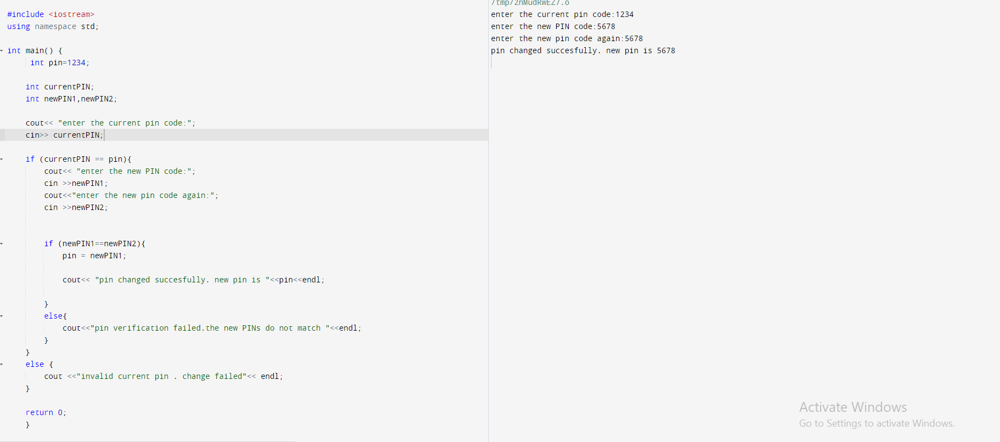 #include <iostream>
using namespace std;
int main() {
int pin=1234;
int currentPIN;
int newPIN1,newPIN2;
cout<< "enter the current pin code:";
cin>> currentPIN;
if (currentPIN == pin){
cout<< "enter the new PIN code:";
cin >>newPIN1;
cout<<"enter the new pin code again:";
cin >>newPIN2;
if (newPIN1==newPIN2){
pin = newPIN1;
cout<< "pin changed succesfully. new pin is "<<pin<<endl;
}
else{
cout<<"pin verification failed.the new PINs do not match "<<endl;
}
}
else {
cout <<"invalid current pin . change failed"<< endl;
}
return 0;
}
/tmp/2nMudRwEZ7.o
enter the current pin code:1234
enter the new PIN code:5678
enter the new pin code again:5678
pin changed succesfully. new pin is 5678
Activate Windows
Go to Settings to activate Windows.